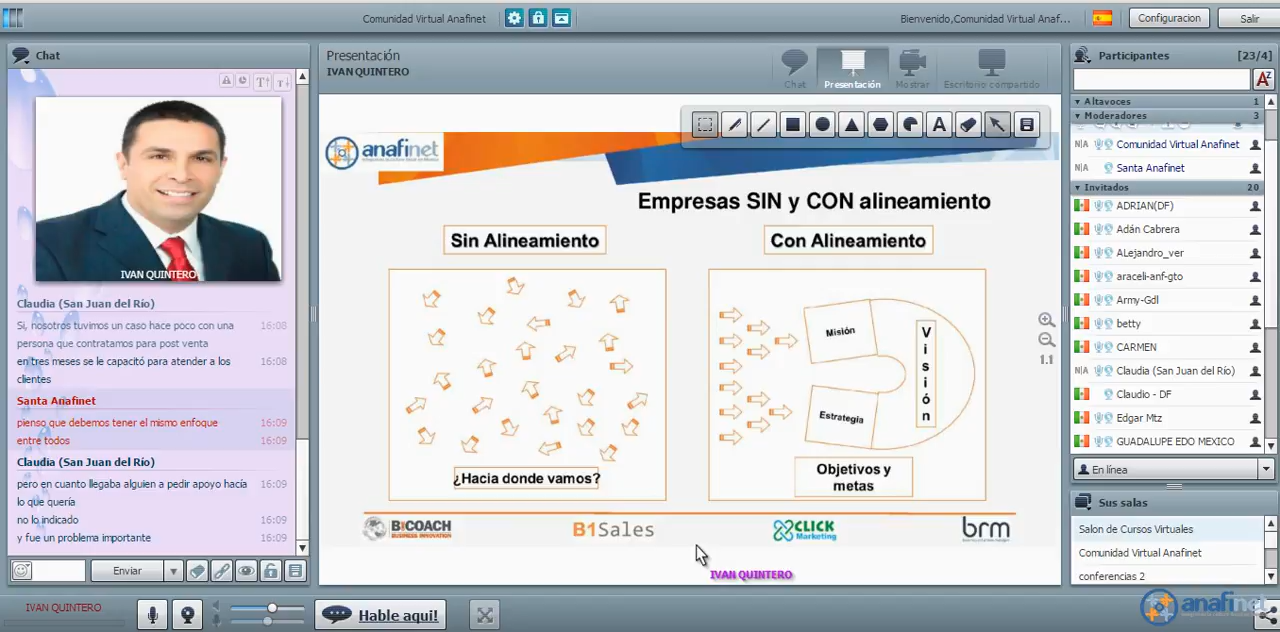 Comunidad Virtual Anafinet
Bienvenido,Comunidad Virtual Anaf...
Configuracion
Salir
Chat
IVAN QUINTERO
Claudia (San Juan del Río)
Si, nosotros tuvimos un caso hace poco con una 16:08
persona que contratamos para post venta
en tres meses se le capacitó para atender a los 16:08
clientes
Santa Anafinet
pienso que debemos tener el mismo enfoque 16:09
entre todos 16:09
Claudia (San Juan del Río)
pero en cuanto llegaba alguien a pedir apoyo hacía 16:09
lo que quería
no lo indicado 16:09
y fue un problema importante 16:09
Enviar
IVAN QUINTERO
Hable aqui!
Presentación
IVAN QUINTERO
Chat
Presentación
Mostrar
Escritorio compartido
A
anafinet
Empresas SIN y CON alineamiento
Sin Alineamiento
Con Alineamiento
Misión
Visión
Estrategia
¿Hacia donde vamos?
Objetivos y
metas
BICOACH
BUSINESS INNOVATION
B1Sales
CLICK
Marketing
brm
IVAN QUINTERO
1.1
Participantes [23/4]
Altavoces 1
Moderadores 3
N|A Comunidad Virtual Anafinet
N|A Santa Anafinet
Invitados 20
ADRIAN(DF)
Adán Cabrera
ALejandro_ver
araceli-anf-gto
Army-Gdl
betty
CARMEN
N|A Claudia (San Juan del Río)
Claudio - DF
Edgar Mtz
GUADALUPE EDO MEXICO
En línea
Sus salas
Salon de Cursos Virtuales
Comunidad Virtual Anafinet
conferencias 2
anafinet